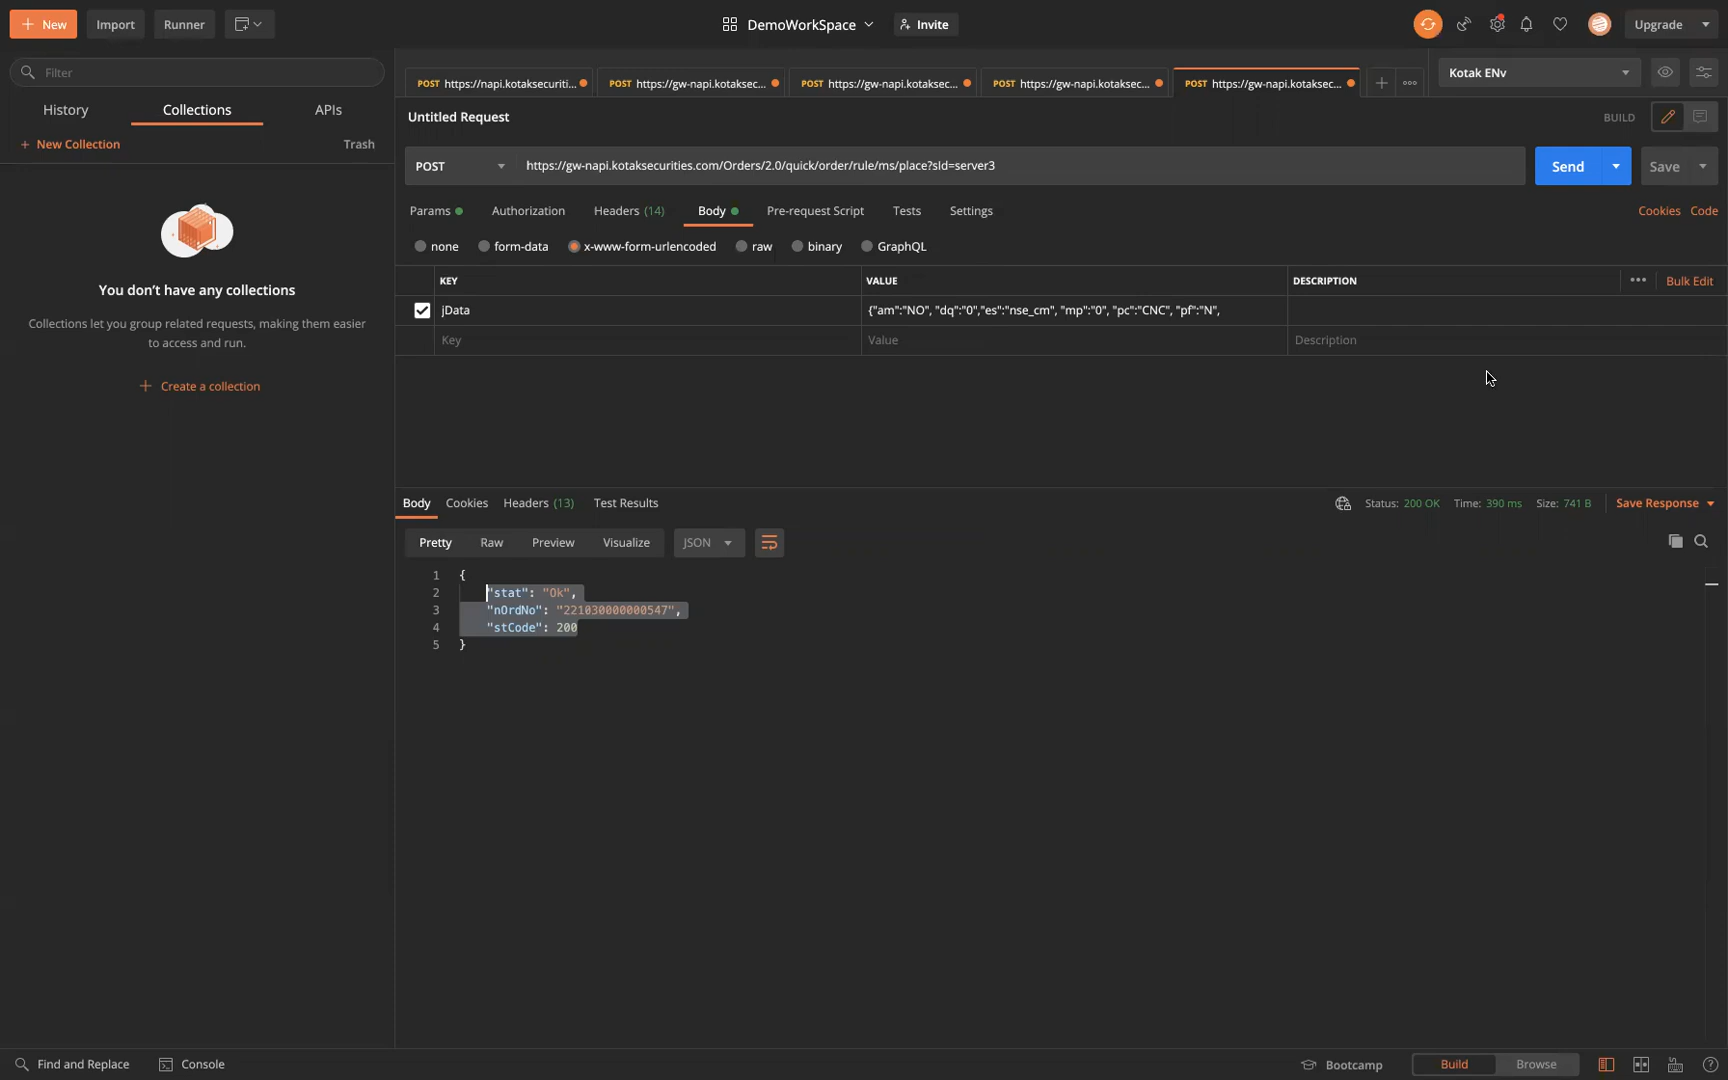 New
Import
Runner
DemoWorkSpace
Invite
Upgrade
Filter
History
Collections
APIs
+ New Collection
Trash
You don't have any collections
Collections let you group related requests, making them easier
to access and run.
+ Create a collection
POST https://napi.kotaksecuriti...
POST https://gw-napi.kotaksec...
POST https://gw-napi.kotaksec...
POST https://gw-napi.kotaksec...
POST https://gw-napi.kotaksec...
Kotak ENv
Untitled Request
BUILD
POST
https://gw-napi.kotaksecurities.com/Orders/2.0/quick/order/rule/ms/place?sId=server3
Send
Save
Params
Authorization
Headers (14)
Body
Pre-request Script
Tests
Settings
Cookies
Code
none
form-data
x-www-form-urlencoded
raw
binary
GraphQL
KEY
VALUE
DESCRIPTION
Bulk Edit
jData
{"am":"NO", "dq":"0","es":"nse_cm", "mp":"0", "pc":"CNC", "pf":"N",
Key
Value
Description
Body
Cookies
Headers (13)
Test Results
Status: 200 OK
Time: 390 ms
Size: 741 B
Save Response
Pretty
Raw
Preview
Visualize
JSON
1 {
2 "stat": "Ok",
3 "nOrdNo": "221030000000547",
4 "stCode": 200
5 }
Find and Replace
Console
Bootcamp
Build
Browse